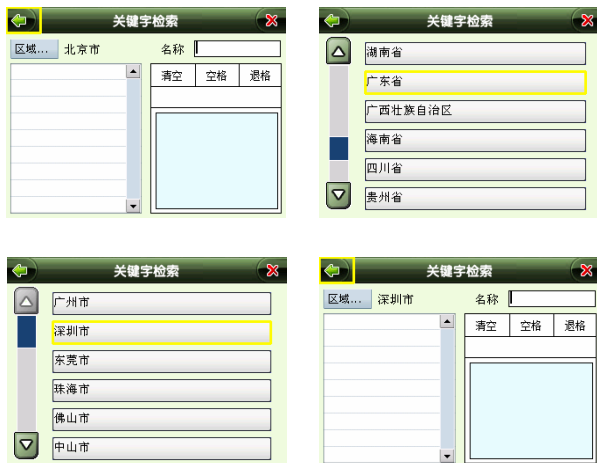 关键字检索
区域... 北京市 名称
清空 空格 退格
关键字检索
湖南省
广东省
广西壮族自治区
海南省
四川省
贵州省
关键字检索
广州市
深圳市
东莞市
珠海市
佛山市
中山市
关键字检索
区域... 深圳市 名称
清空 空格 退格